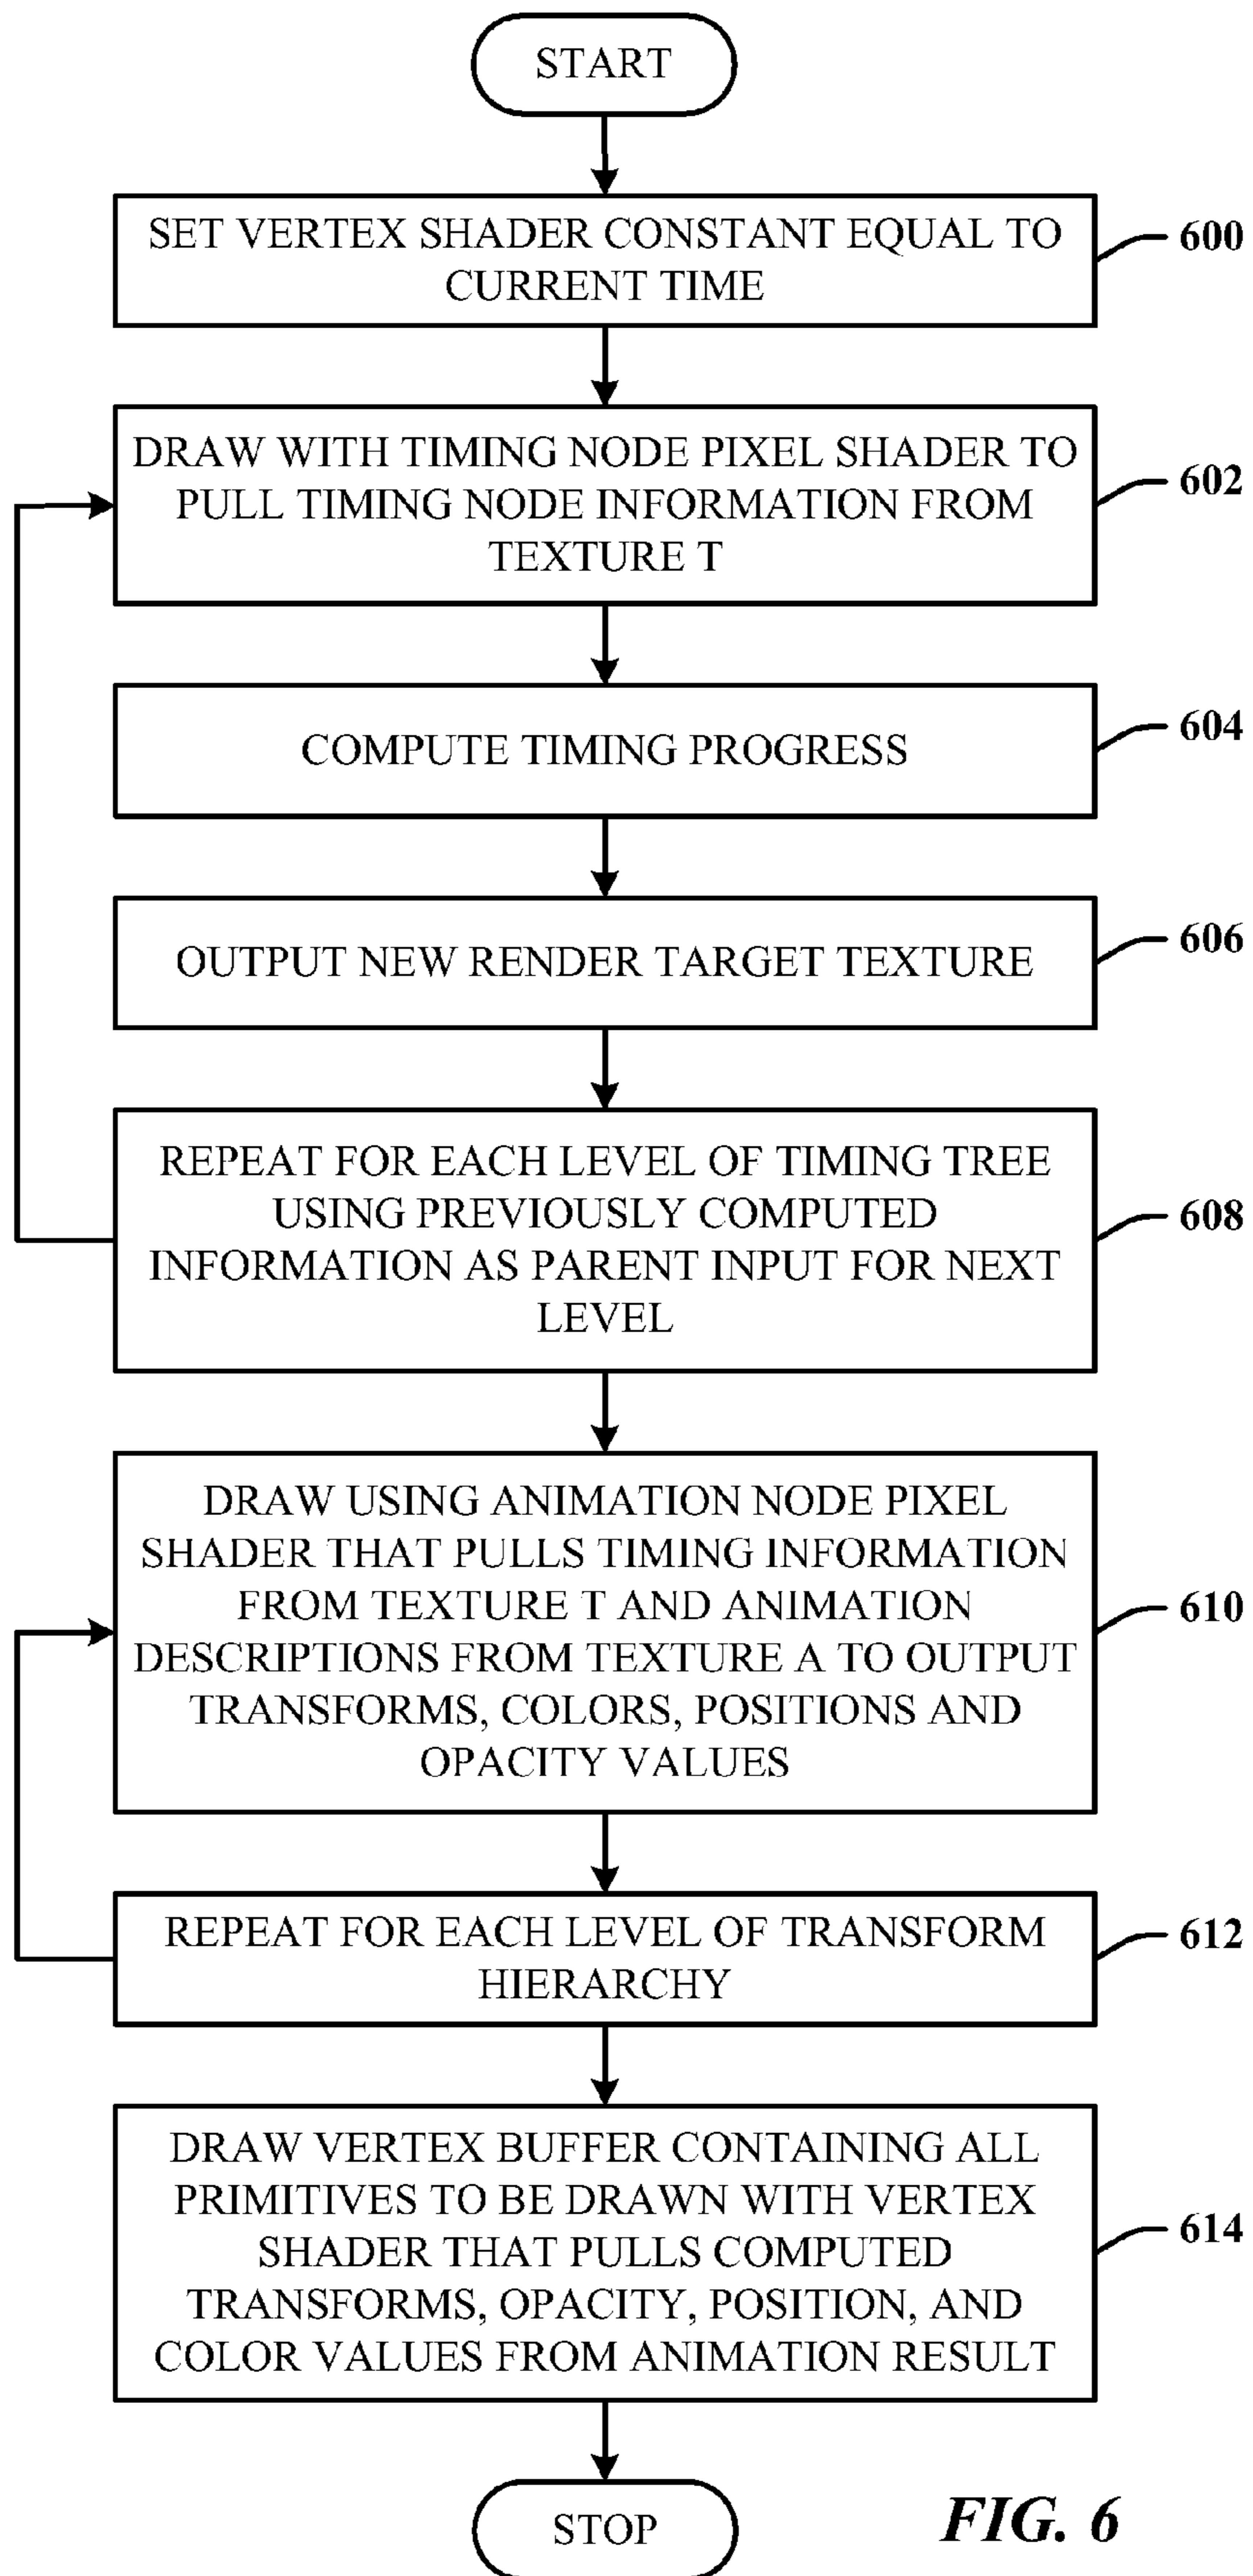 START
SET VERTEX SHADER CONSTANT EQUAL TO
CURRENT TIME
600
DRAW WITH TIMING NODE PIXEL SHADER TO
PULL TIMING NODE INFORMATION FROM
TEXTURE T
602
COMPUTE TIMING PROGRESS
604
OUTPUT NEW RENDER TARGET TEXTURE
606
REPEAT FOR EACH LEVEL OF TIMING TREE
USING PREVIOUSLY COMPUTED
INFORMATION AS PARENT INPUT FOR NEXT
LEVEL
608
DRAW USING ANIMATION NODE PIXEL
SHADER THAT PULLS TIMING INFORMATION
FROM TEXTURE T AND ANIMATION
DESCRIPTIONS FROM TEXTURE A TO OUTPUT
TRANSFORMS, COLORS, POSITIONS AND
OPACITY VALUES
610
REPEAT FOR EACH LEVEL OF TRANSFORM
HIERARCHY
612
DRAW VERTEX BUFFER CONTAINING ALL
PRIMITIVES TO BE DRAWN WITH VERTEX
SHADER THAT PULLS COMPUTED
TRANSFORMS, OPACITY, POSITION, AND
COLOR VALUES FROM ANIMATION RESULT
614
STOP
FIG. 6